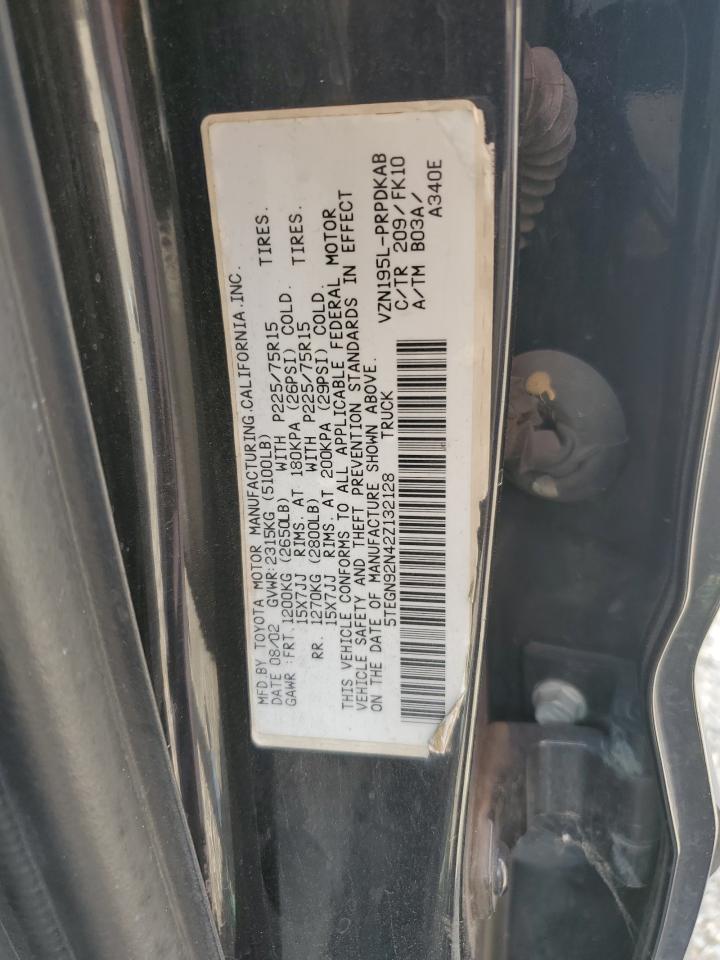 MFD.BY TOYOTA MOTOR MANUFACTURING.CALIFORNIA.INC.
DATE 08/02 GVWR:2315KG (5100LB)
GAWR :FRT.1200KG (2650LB) WITH P225/75R15 TIRES.
15X7JJ RIMS. AT 180KPA (26PSI) COLD.
RR. 1270KG (2800LB) WITH P225/75R15 TIRES.
15X7JJ RIMS. AT 200KPA (29PSI) COLD.
THIS VEHICLE CONFORMS TO ALL APPLICABLE FEDERAL MOTOR
VEHICLE SAFETY AND THEFT PREVENTION STANDARDS IN EFFECT
ON THE DATE OF MANUFACTURE SHOWN ABOVE.
5TEGN92N42Z132128 TRUCK
VZN195L-PRPDKAB
C/TR 209/FK10
A/TM B03A/
A340E